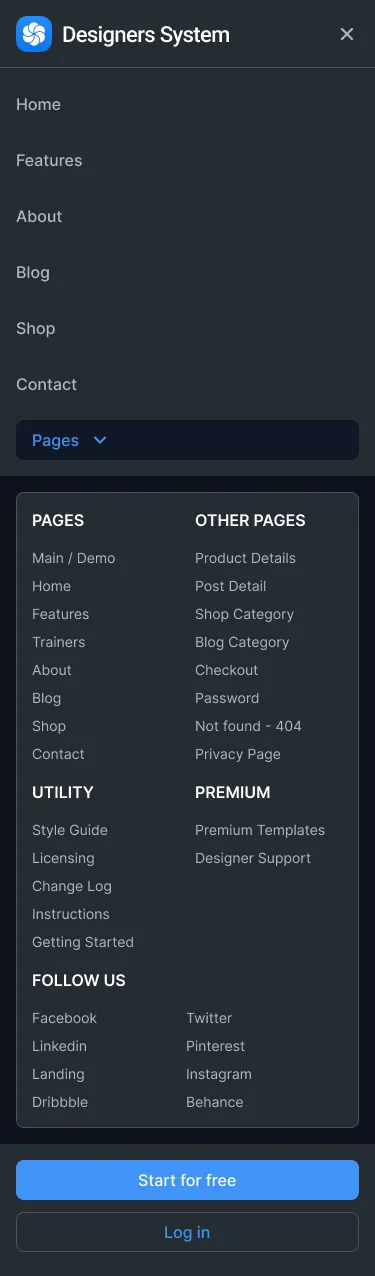 Designers System
Home
Features
About
Blog
Shop
Contact
Pages
PAGES
Main / Demo
Home
Features
Trainers
About
Blog
Shop
Contact
OTHER PAGES
Product Details
Post Detail
Shop Category
Blog Category
Checkout
Password
Not found - 404
Privacy Page
UTILITY
Style Guide
Licensing
Change Log
Instructions
Getting Started
PREMIUM
Premium Templates
Designer Support
FOLLOW US
Facebook
Linkedin
Landing
Dribbble
Twitter
Pinterest
Instagram
Behance
Start for free
Log in